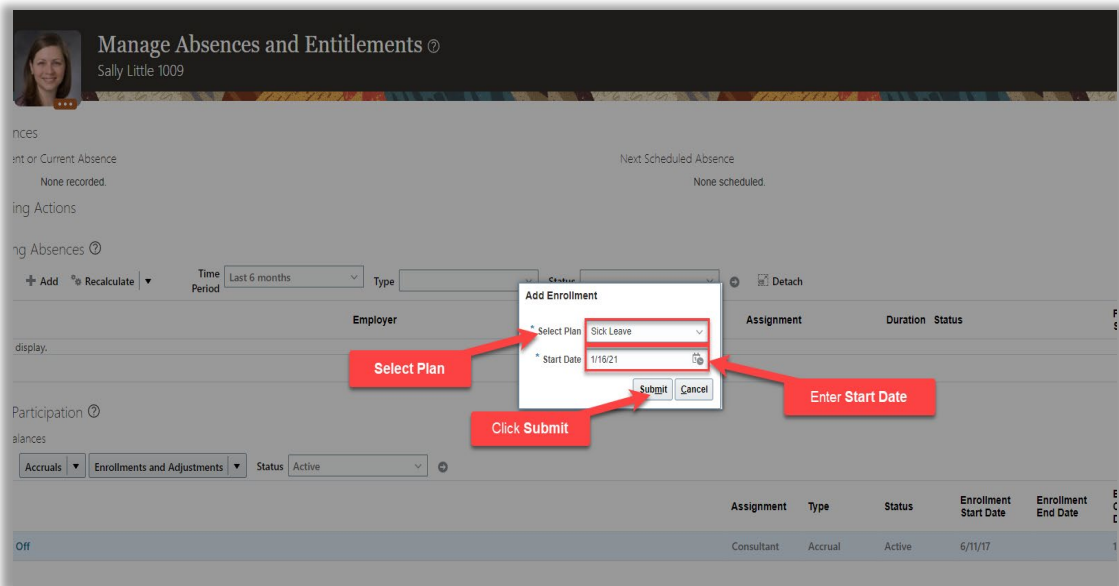 Manage Absences and Entitlements
Sally Little 1009
nces
ent or Current Absence
Next Scheduled Absence
None recorded.
None scheduled.
ing Actions
ng Absences
Add Recalculate Time Period Last 6 months Type Status Detach
Add Enrollment
Employer Assignment Duration Status
* Select Plan Sick Leave
display.
* Start Date 1/16/21
Select Plan
Submit Cancel
Enter Start Date
Click Submit
Participation
alances
Accruals Enrollments and Adjustments Status Active
Assignment Type Status Enrollment Start Date Enrollment End Date
Off Consultant Accrual Active 6/11/17 1